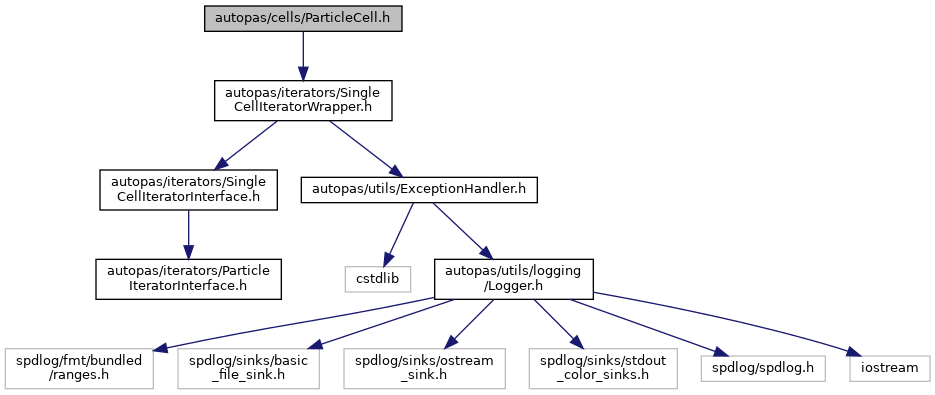 autopas/cells/ParticleCell.h
autopas/iterators/Single
CellIteratorWrapper.h
autopas/iterators/Single
CellIteratorInterface.h
autopas/utils/ExceptionHandler.h
autopas/iterators/Particle
IteratorInterface.h
cstdlib
autopas/utils/logging
/Logger.h
spdlog/fmt/bundled
/ranges.h
spdlog/sinks/basic
_file_sink.h
spdlog/sinks/ostream
_sink.h
spdlog/sinks/stdout
_color_sinks.h
spdlog/spdlog.h
iostream